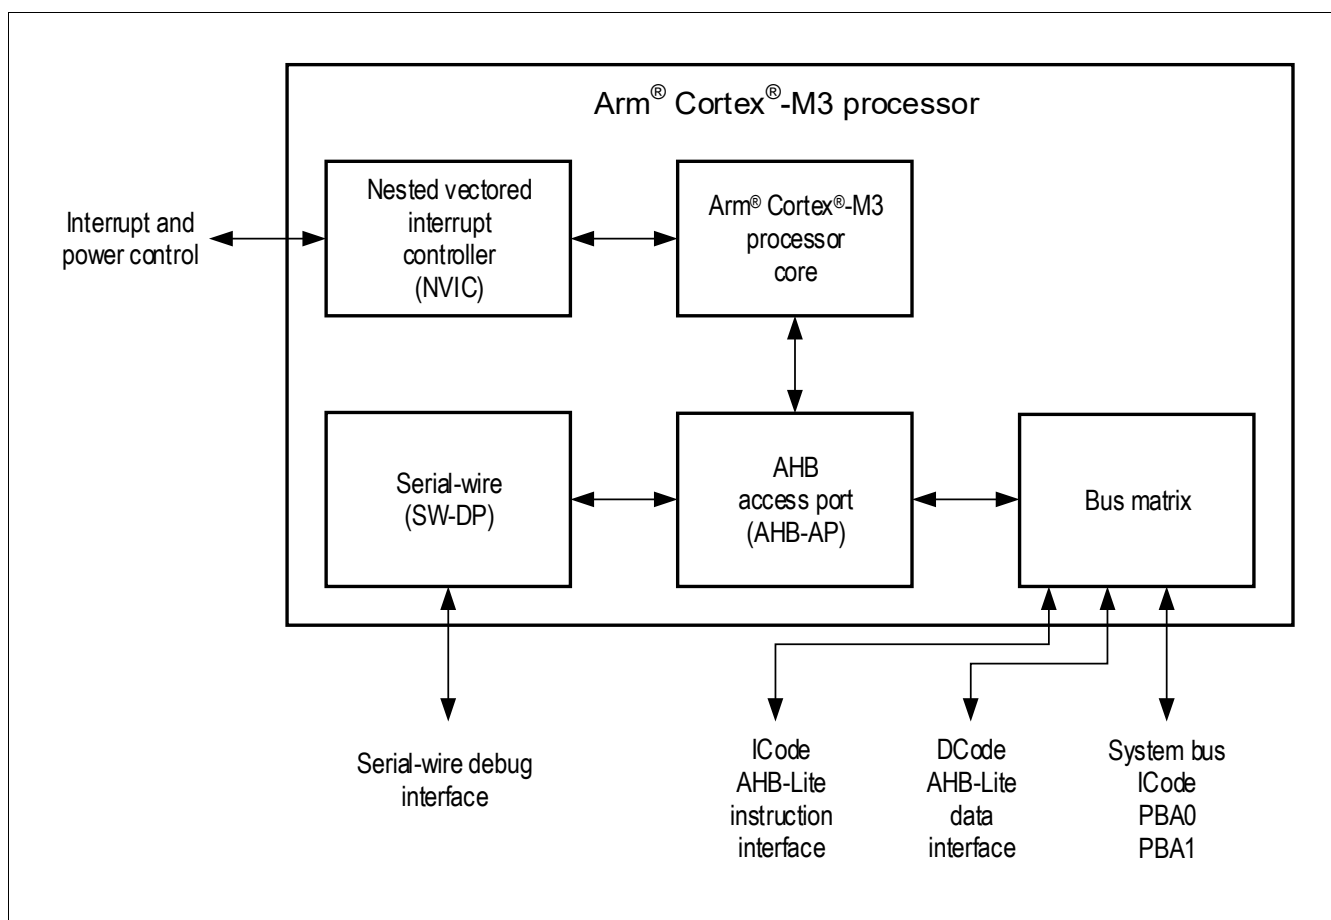 Arm® Cortex®-M3 processor
Nested vectored
interrupt
controller
(NVIC)
Arm® Cortex®-M3
processor
core
Interrupt and
power control
Serial-wire
(SW-DP)
AHB
access port
(AHB-AP)
Bus matrix
Serial-wire debug
interface
ICode
AHB-Lite
instruction
interface
DCode
AHB-Lite
data
interface
System bus
ICode
PBA0
PBA1